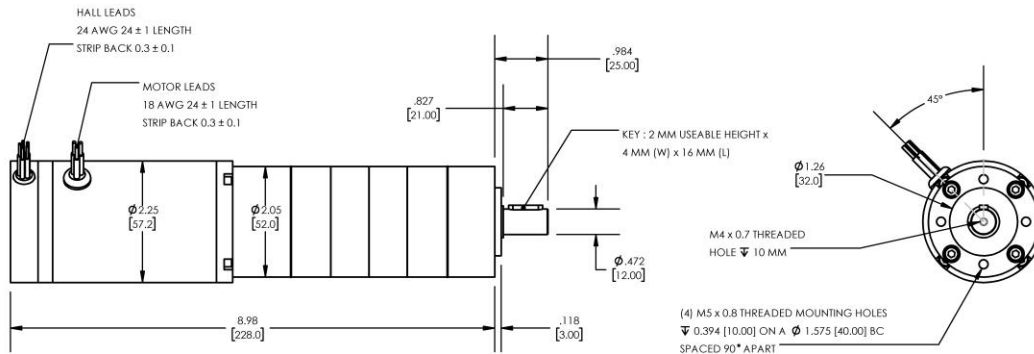 HALL LEADS
24 AWG 24 ± 1 LENGTH
STRIP BACK 0.3 ± 0.1
MOTOR LEADS
18 AWG 24 ± 1 LENGTH
STRIP BACK 0.3 ± 0.1
.984
[25.00]
.827
[21.00]
KEY : 2 MM USEABLE HEIGHT x
4 MM (W) x 16 MM (L)
Ø2.25
[57.2]
Ø2.05
[52.0]
Ø.472
[12.00]
8.98
[228.0]
.118
[3.00]
45°
Ø1.26
[32.0]
M4 x 0.7 THREADED
HOLE ↧ 10 MM
(4) M5 x 0.8 THREADED MOUNTING HOLES
↧ 0.394 [10.00] ON A Ø 1.575 [40.00] BC
SPACED 90° APART